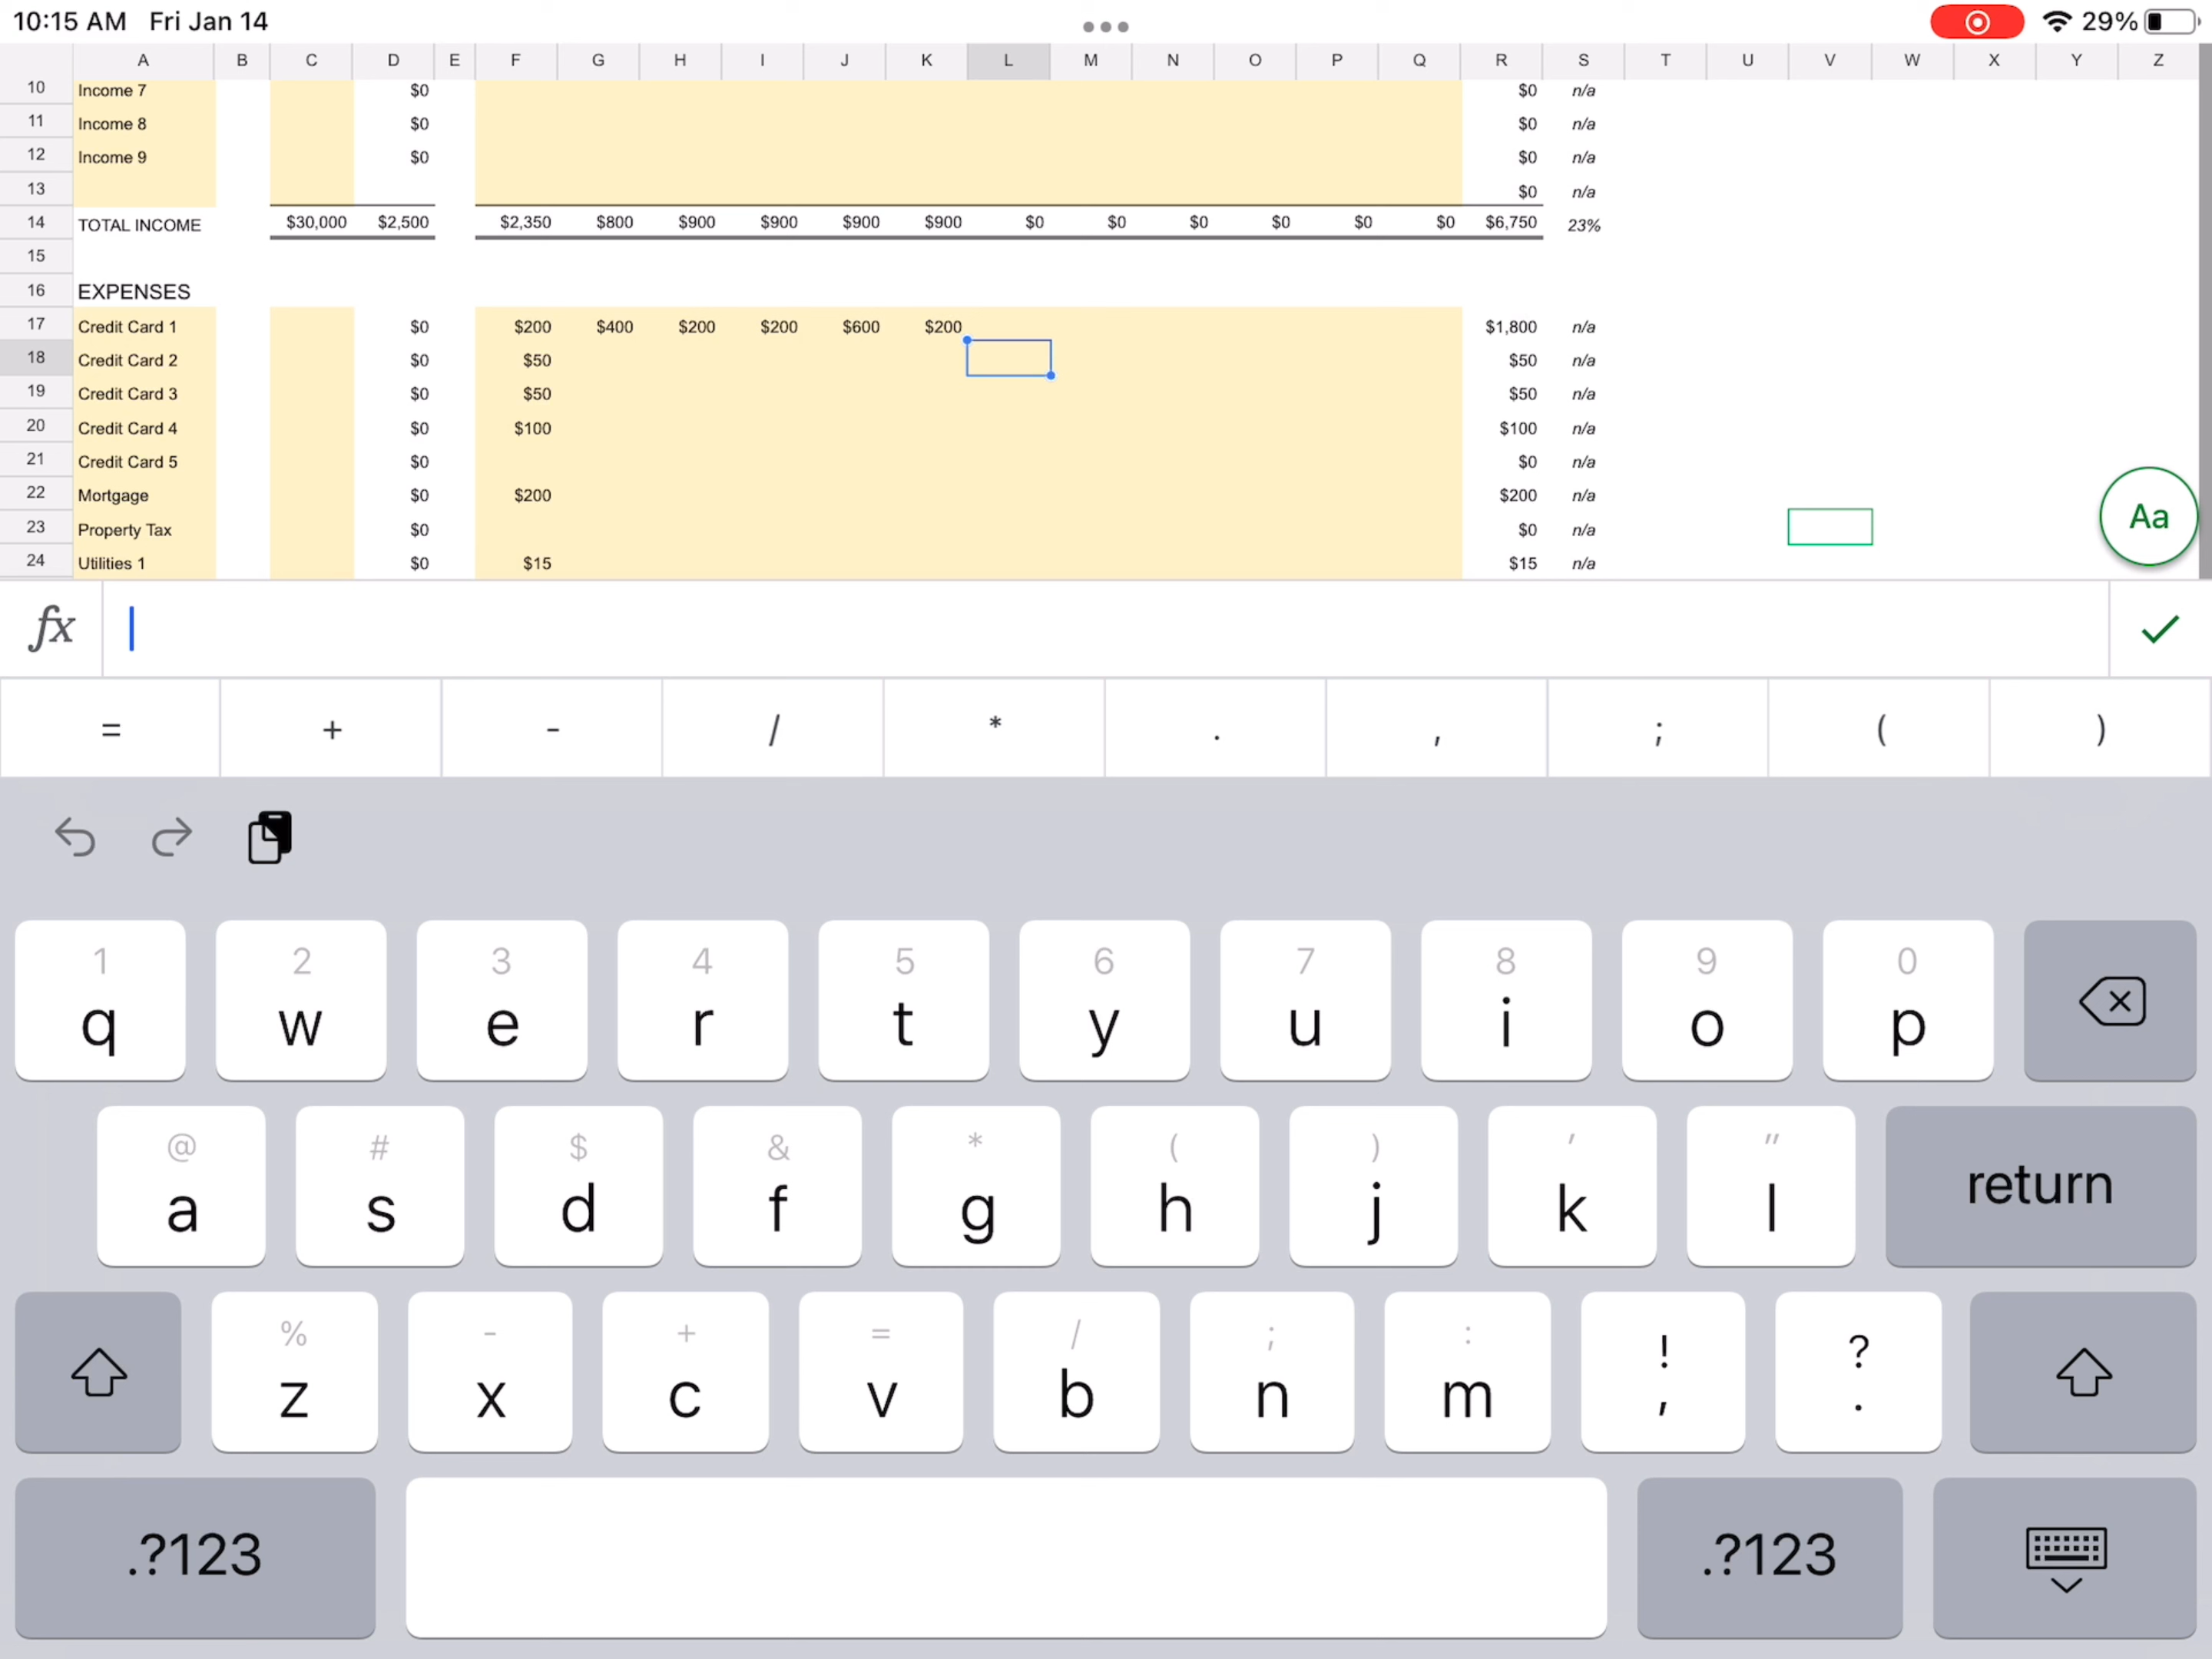 10:15 AM Fri Jan 14 29%
A B C D E F G H I J K L M N O P Q R S T U V W X Y Z
10 Income 7 $0 $0 n/a
11 Income 8 $0 $0 n/a
12 Income 9 $0 $0 n/a
13 $0 n/a
14 TOTAL INCOME $30,000 $2,500 $2,350 $800 $900 $900 $900 $900 $0 $0 $0 $0 $0 $0 $6,750 23%
15
16 EXPENSES
17 Credit Card 1 $0 $200 $400 $200 $200 $600 $200 $1,800 n/a
18 Credit Card 2 $0 $50 $50 n/a
19 Credit Card 3 $0 $50 $50 n/a
20 Credit Card 4 $0 $100 $100 n/a
21 Credit Card 5 $0 $0 n/a
22 Mortgage $0 $200 $200 n/a
23 Property Tax $0 $0 n/a
24 Utilities 1 $0 $15 $15 n/a
Aa
fx
= + - / * . , ; ( )
1 2 3 4 5 6 7 8 9 0
q w e r t y u i o p
@ # $ & * ( ) ' "
a s d f g h j k l return
% - + = / ; : ! ?
z x c v b n m , .
.?123 .?123